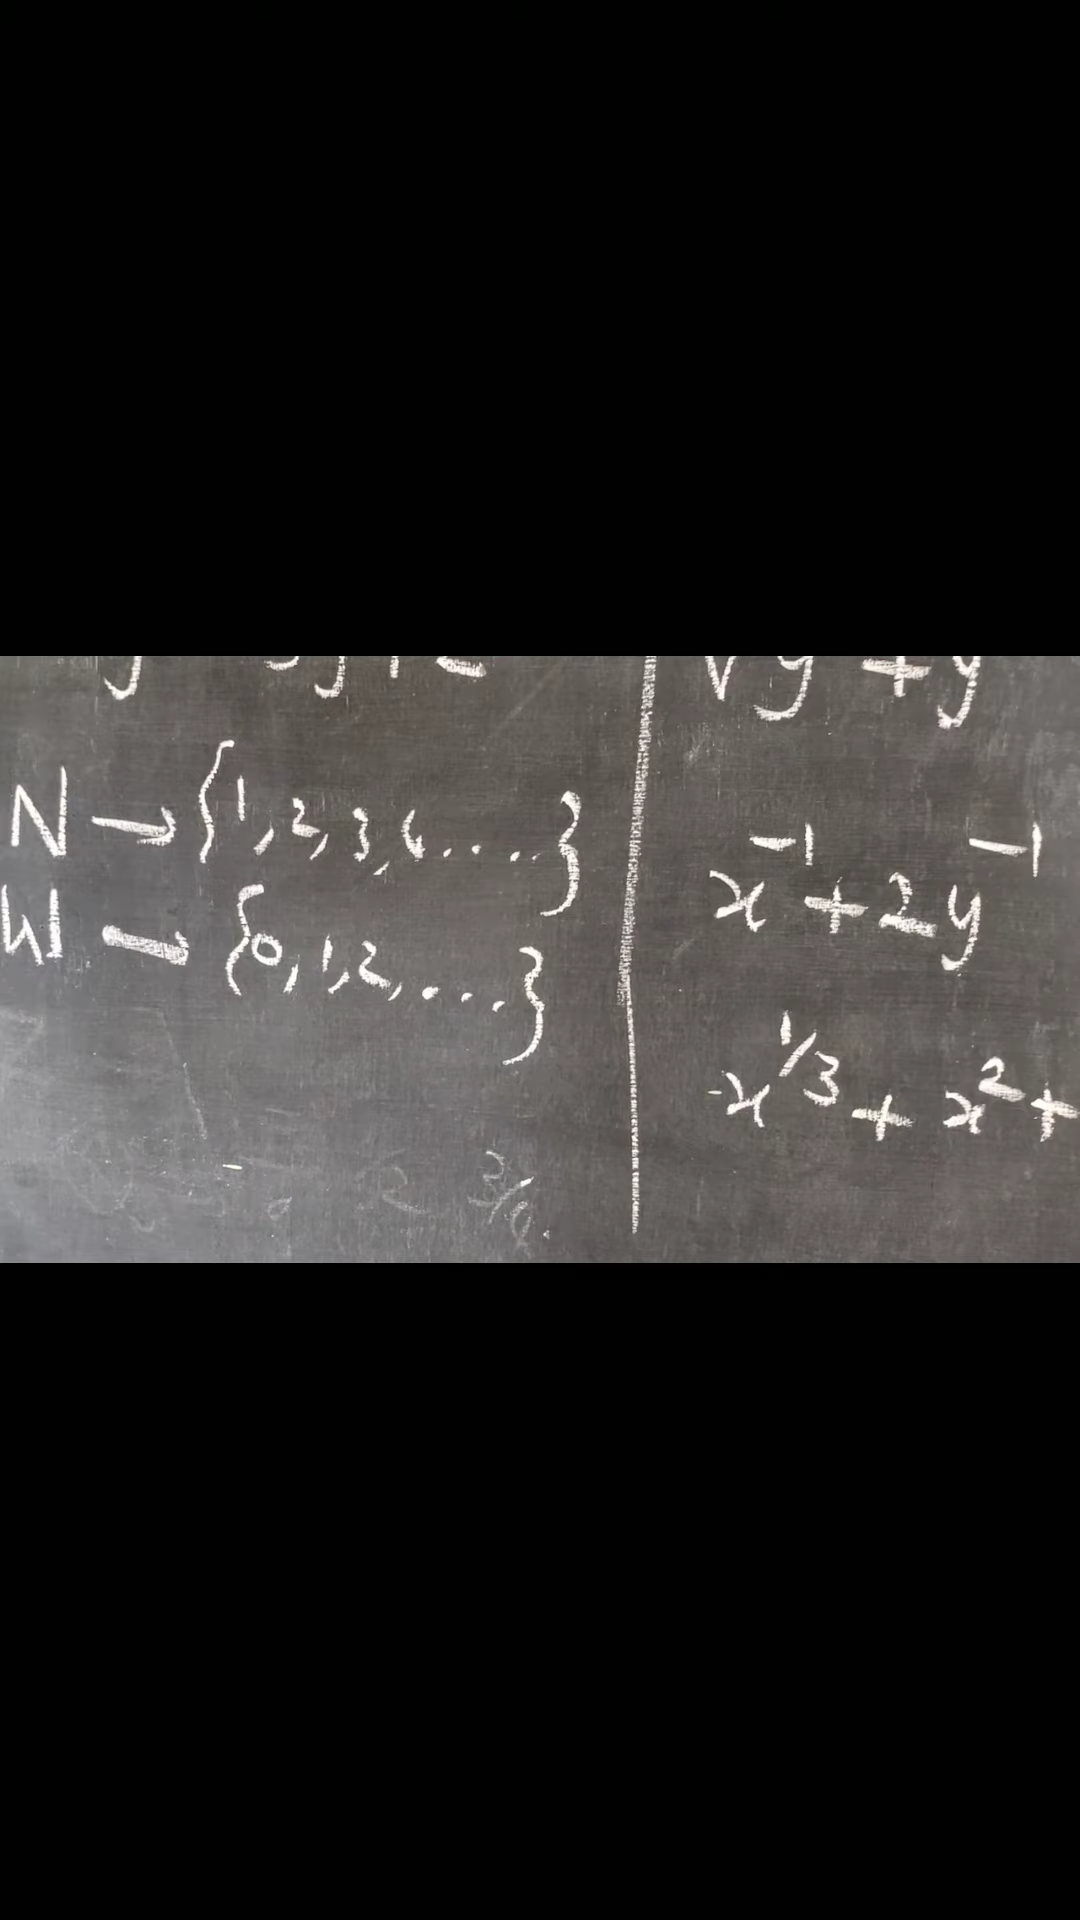 N → {1, 2, 3, 4.....}
W → {0, 1, 2, ....}
√y + y
x⁻¹ + 2y⁻¹
x^1/3 + x² +